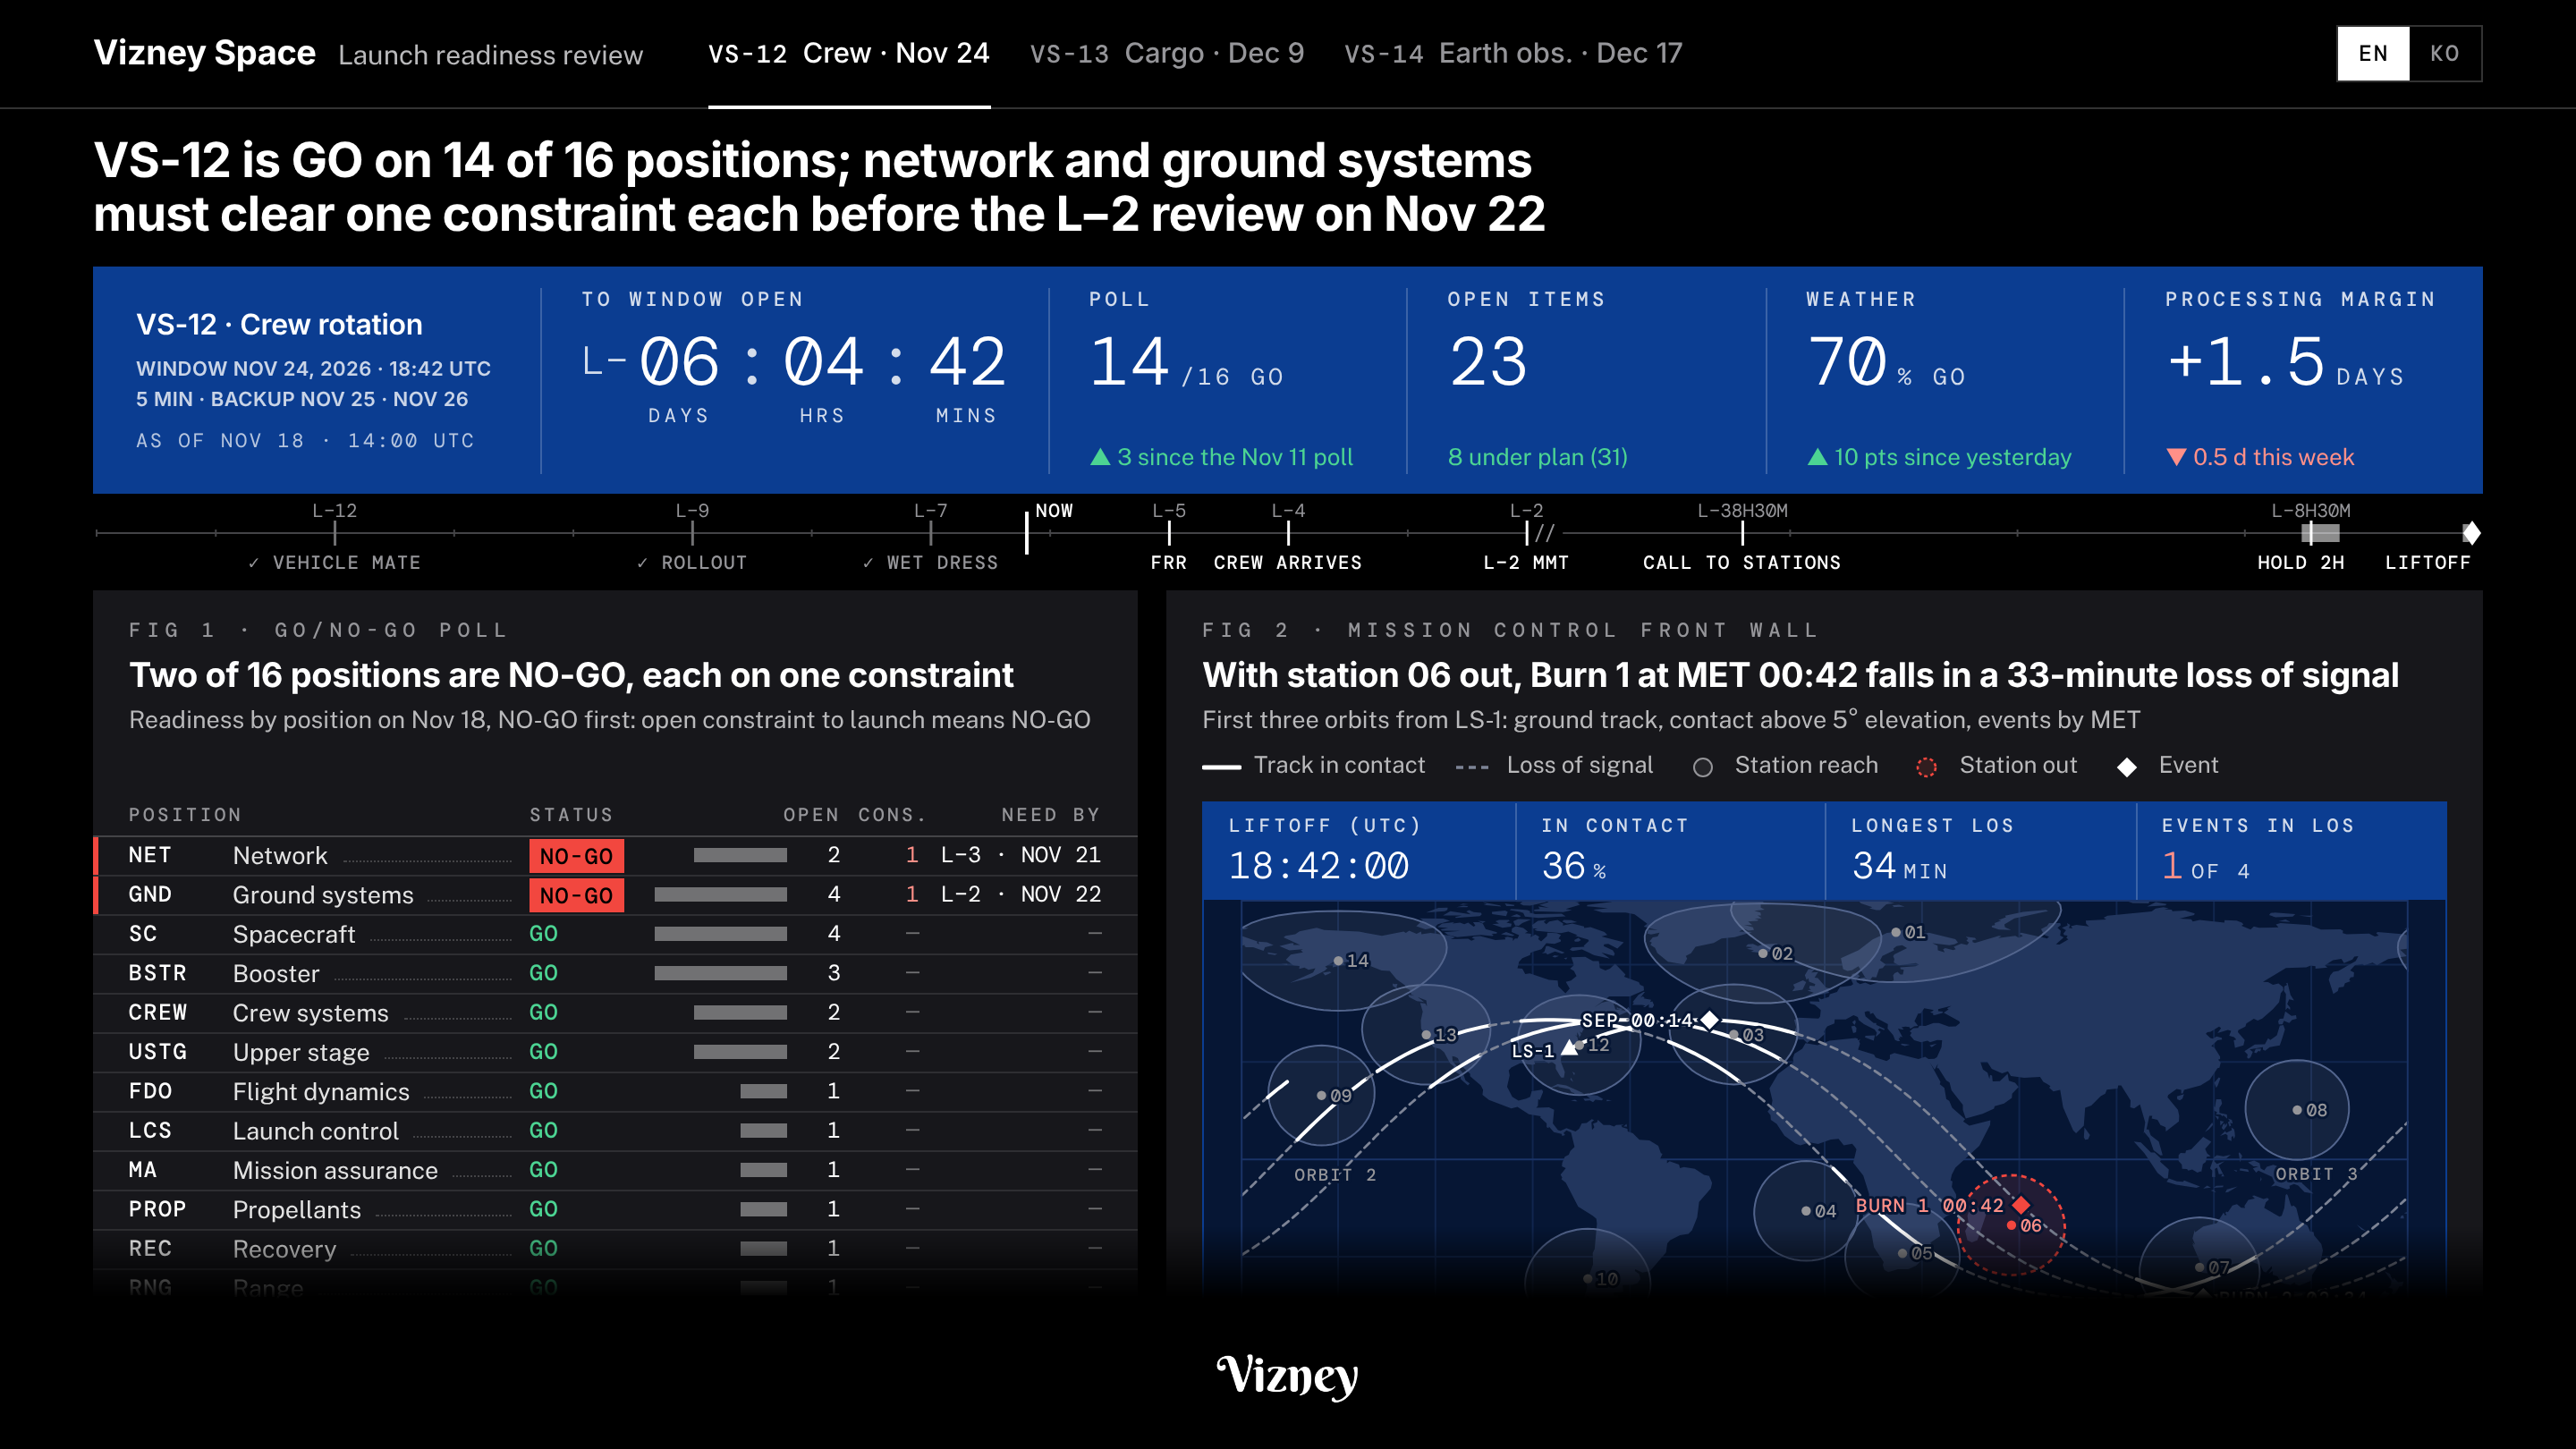 Vizney Space Launch readiness review VS-12 Crew · Nov 24 VS-13 Cargo · Dec 9 VS-14 Earth obs. · Dec 17 EN KO
VS-12 is GO on 14 of 16 positions; network and ground systems
must clear one constraint each before the L−2 review on Nov 22
VS-12 · Crew rotation
WINDOW NOV 24, 2026 · 18:42 UTC
5 MIN · BACKUP NOV 25 · NOV 26
AS OF NOV 18 · 14:00 UTC
TO WINDOW OPEN
L− 06 : 04 : 42
DAYS HRS MINS
POLL
14 /16 GO
▲ 3 since the Nov 11 poll
OPEN ITEMS
23
8 under plan (31)
WEATHER
70 % GO
▲ 10 pts since yesterday
PROCESSING MARGIN
+1.5 DAYS
▼ 0.5 d this week
L−12 L−9 L−7 NOW L−5 L−4 L−2 // L−38H30M L−8H30M
✓ VEHICLE MATE ✓ ROLLOUT ✓ WET DRESS FRR CREW ARRIVES L−2 MMT CALL TO STATIONS HOLD 2H LIFTOFF
FIG 1 · GO/NO-GO POLL
Two of 16 positions are NO-GO, each on one constraint
Readiness by position on Nov 18, NO-GO first: open constraint to launch means NO-GO
POSITION STATUS OPEN CONS. NEED BY
NET Network NO-GO 2 1 L−3 · NOV 21
GND Ground systems NO-GO 4 1 L−2 · NOV 22
SC Spacecraft GO 4 — —
BSTR Booster GO 3 — —
CREW Crew systems GO 2 — —
USTG Upper stage GO 2 — —
FDO Flight dynamics GO 1 — —
LCS Launch control GO 1 — —
MA Mission assurance GO 1 — —
PROP Propellants GO 1 — —
REC Recovery GO 1 — —
RNG Range GO 1 — —
FIG 2 · MISSION CONTROL FRONT WALL
With station 06 out, Burn 1 at MET 00:42 falls in a 33-minute loss of signal
First three orbits from LS-1: ground track, contact above 5° elevation, events by MET
Track in contact Loss of signal Station reach Station out Event
LIFTOFF (UTC) IN CONTACT LONGEST LOS EVENTS IN LOS
18:42:00 36 % 34 MIN 1 OF 4
01
02
14
SEP 00:14
13
03
LS-1 12
09
08
ORBIT 2 ORBIT 3
BURN 1 00:42
04
06
05
07
10
Vizney